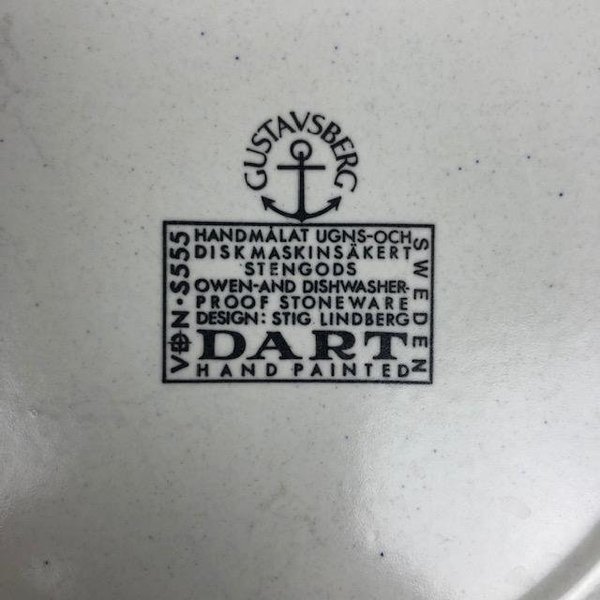 GUSTAVSBERG
VDN·S555
HANDMÅLAT UGNS-OCH
DISKMASKINSÄKERT
STENGODS
OWEN-AND DISHWASHER-
PROOF STONEWARE
DESIGN: STIG LINDBERG
DART
HAND PAINTED
SWEDEN